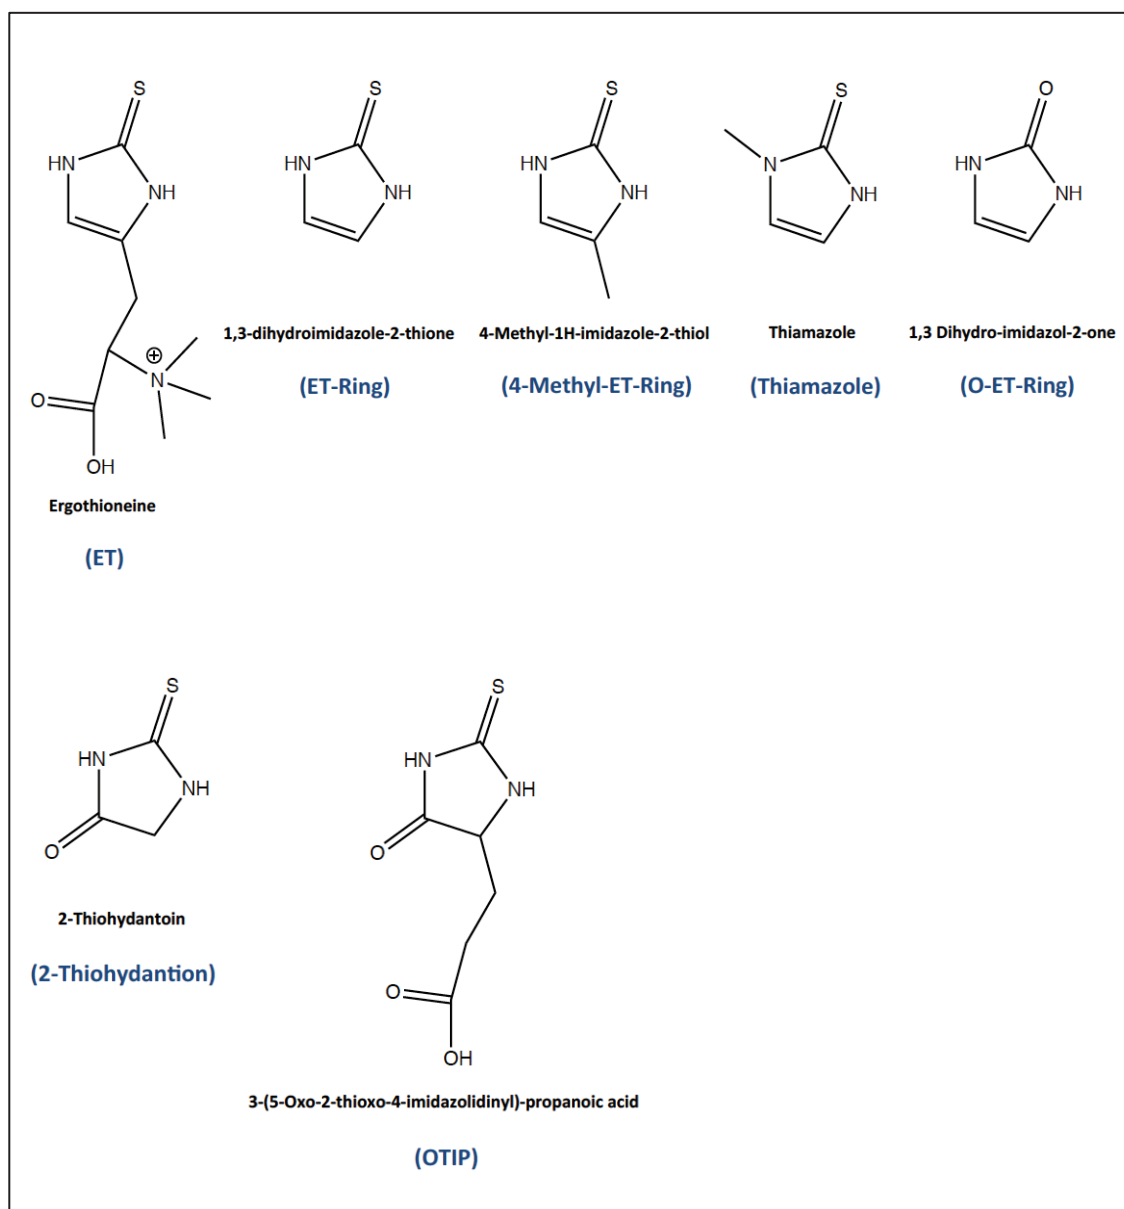 S
HN
NH
N
O
OH
Ergothioneine
(ET)
S
HN
NH
1,3-dihydroimidazole-2-thione
(ET-Ring)
S
HN
NH
4-Methyl-1H-imidazole-2-thiol
(4-Methyl-ET-Ring)
S
N
NH
Thiamazole
(Thiamazole)
O
HN
NH
1,3 Dihydro-imidazol-2-one
(O-ET-Ring)
S
HN
NH
O
2-Thiohydantoin
(2-Thiohydantion)
S
HN
NH
O
O
OH
3-(5-Oxo-2-thioxo-4-imidazolidinyl)-propanoic acid
(OTIP)